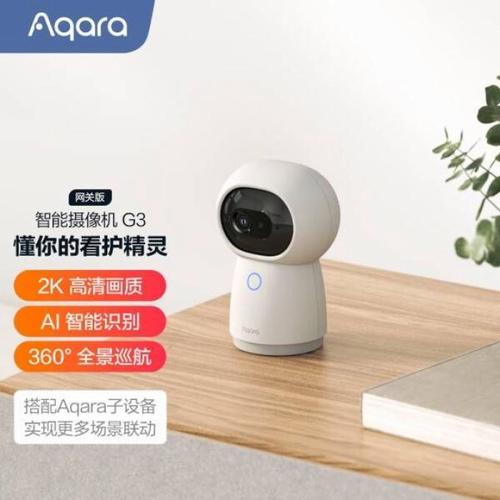 Aqara
网关版
智能摄像机 G3
懂你的看护精灵
2K 高清画质
AI 智能识别
360° 全景巡航
搭配Aqara子设备
实现更多场景联动
Aqara